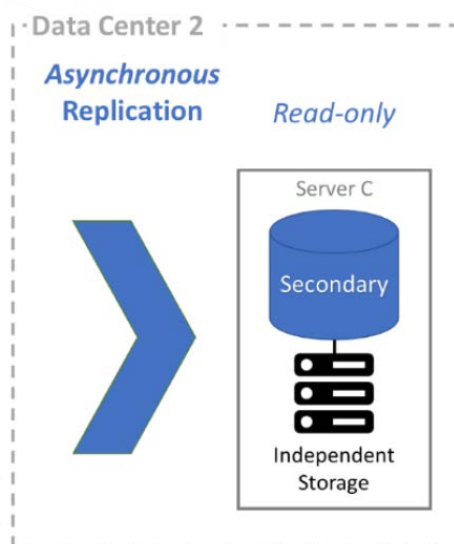 Data Center 2
Asynchronous
Replication
Read-only
Server C
Secondary
Independent
Storage